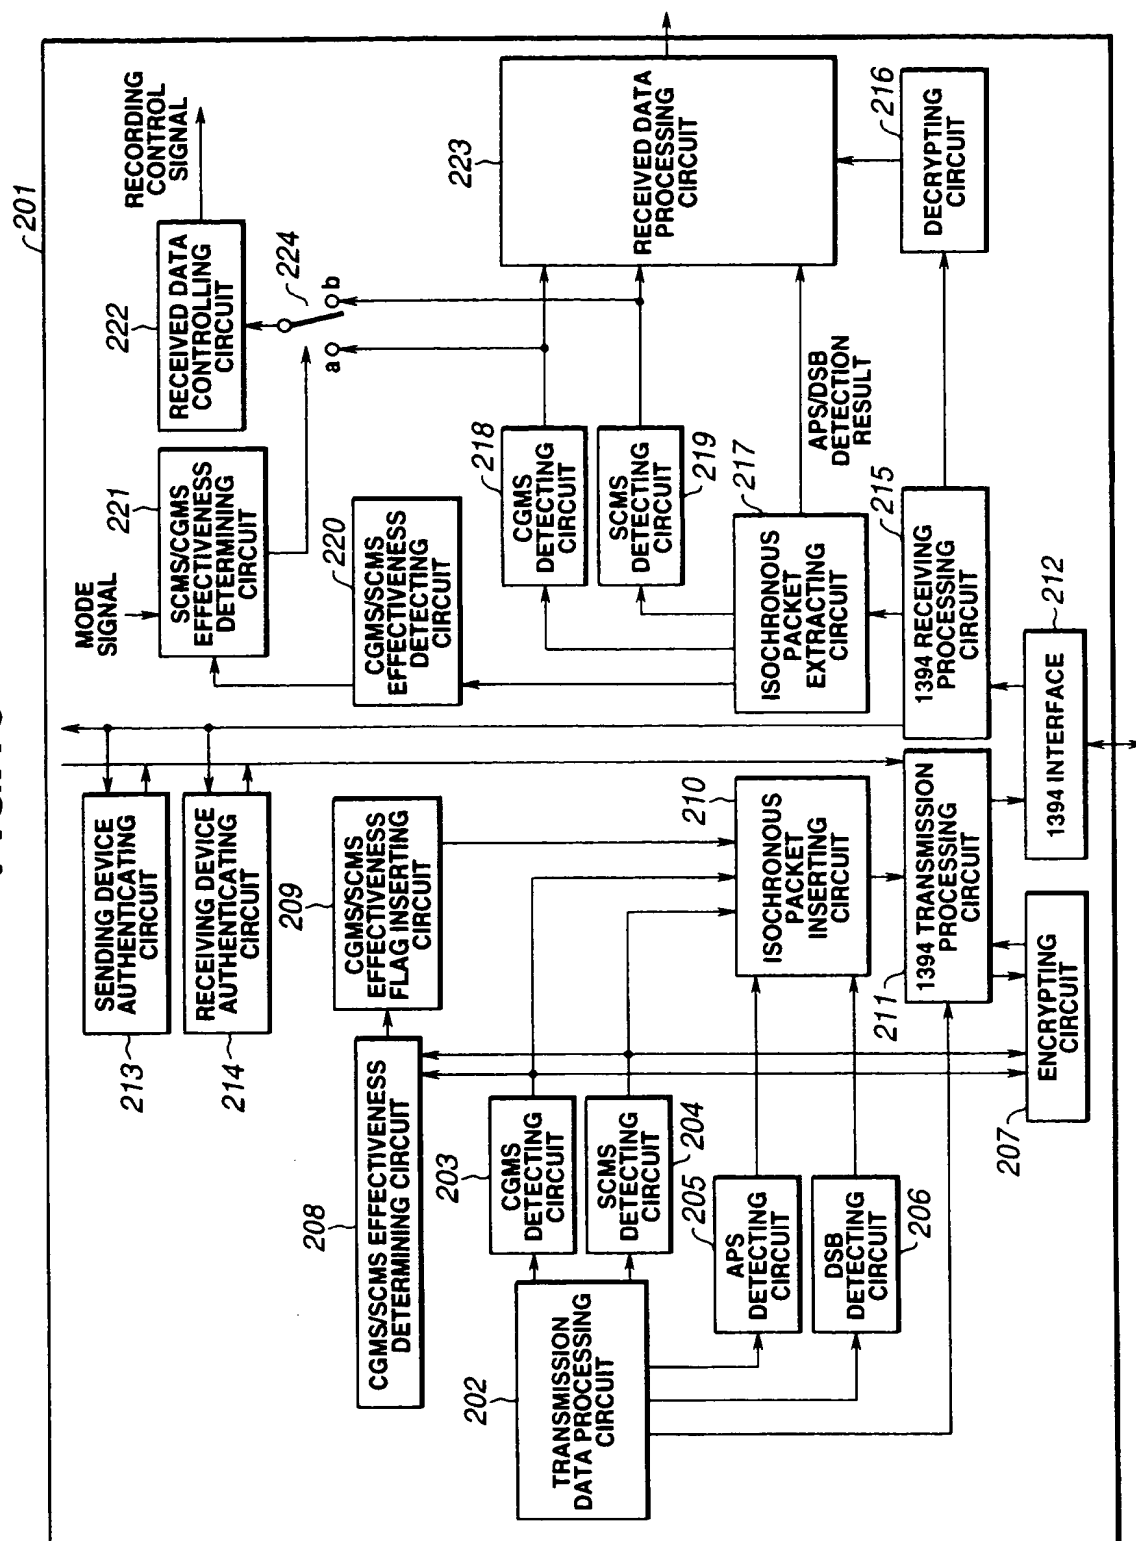 201
202
TRANSMISSION
DATA PROCESSING
CIRCUIT
208
CGMS/SCMS EFFECTIVENESS
DETERMINING CIRCUIT
203
CGMS
DETECTING
CIRCUIT
SCMS
DETECTING
CIRCUIT
204
205
APS
DETECTING
CIRCUIT
DSB
DETECTING
CIRCUIT
206
207
ENCRYPTING
CIRCUIT
213
SENDING DEVICE
AUTHENTICATING
CIRCUIT
214
RECEIVING DEVICE
AUTHENTICATING
CIRCUIT
209
CGMS/SCMS
EFFECTIVENESS
FLAG INSERTING
CIRCUIT
210
ISOCHRONOUS
PACKET
INSERTING
CIRCUIT
211
1394 TRANSMISSION
PROCESSING
CIRCUIT
1394 INTERFACE
212
MODE
SIGNAL
221
SCMS/CGMS
EFFECTIVENESS
DETERMINING
CIRCUIT
220
CGMS/SCMS
EFFECTIVENESS
DETECTING
CIRCUIT
218
CGMS
DETECTING
CIRCUIT
SCMS
DETECTING
CIRCUIT
219
217
ISOCHRONOUS
PACKET
EXTRACTING
CIRCUIT
APS/DSB
DETECTION
RESULT
215
1394 RECEIVING
PROCESSING
CIRCUIT
222
RECEIVED DATA
CONTROLLING
CIRCUIT
RECORDING
CONTROL
SIGNAL
224
a
b
223
RECEIVED DATA
PROCESSING
CIRCUIT
216
DECRYPTING
CIRCUIT